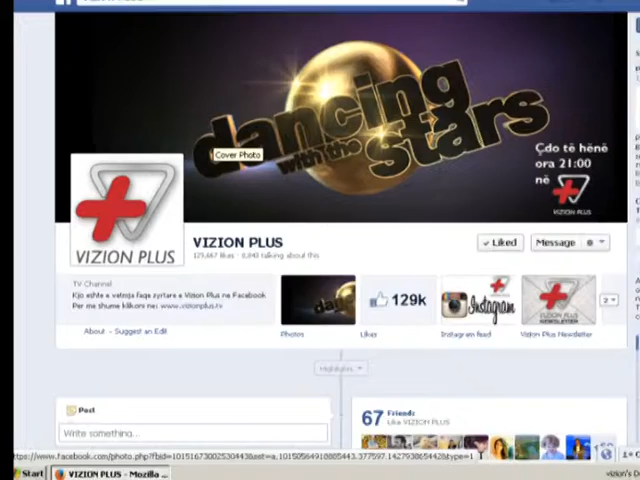 dancing
with the
stars
Cover Photo
Çdo të hënë
ora 21:00
në
VIZION PLUS
VIZION PLUS
VIZION PLUS
Liked
Message
TV Channel
Kjo eshte e vetmja faqe zyrtare e Vizion Plus ne Facebook
Per me shume klikoni ne: www.vizionplus.tv
About - Suggest an Edit
129k
Instagram
VIZION PLUS
NEWSLETTER
2
Photos
Likes
Instagram feed
Vizion Plus Newsletter
Highlights
Post
Write something...
67 Friends
Like VIZION PLUS
Start
VIZION PLUS - Mozilla ...